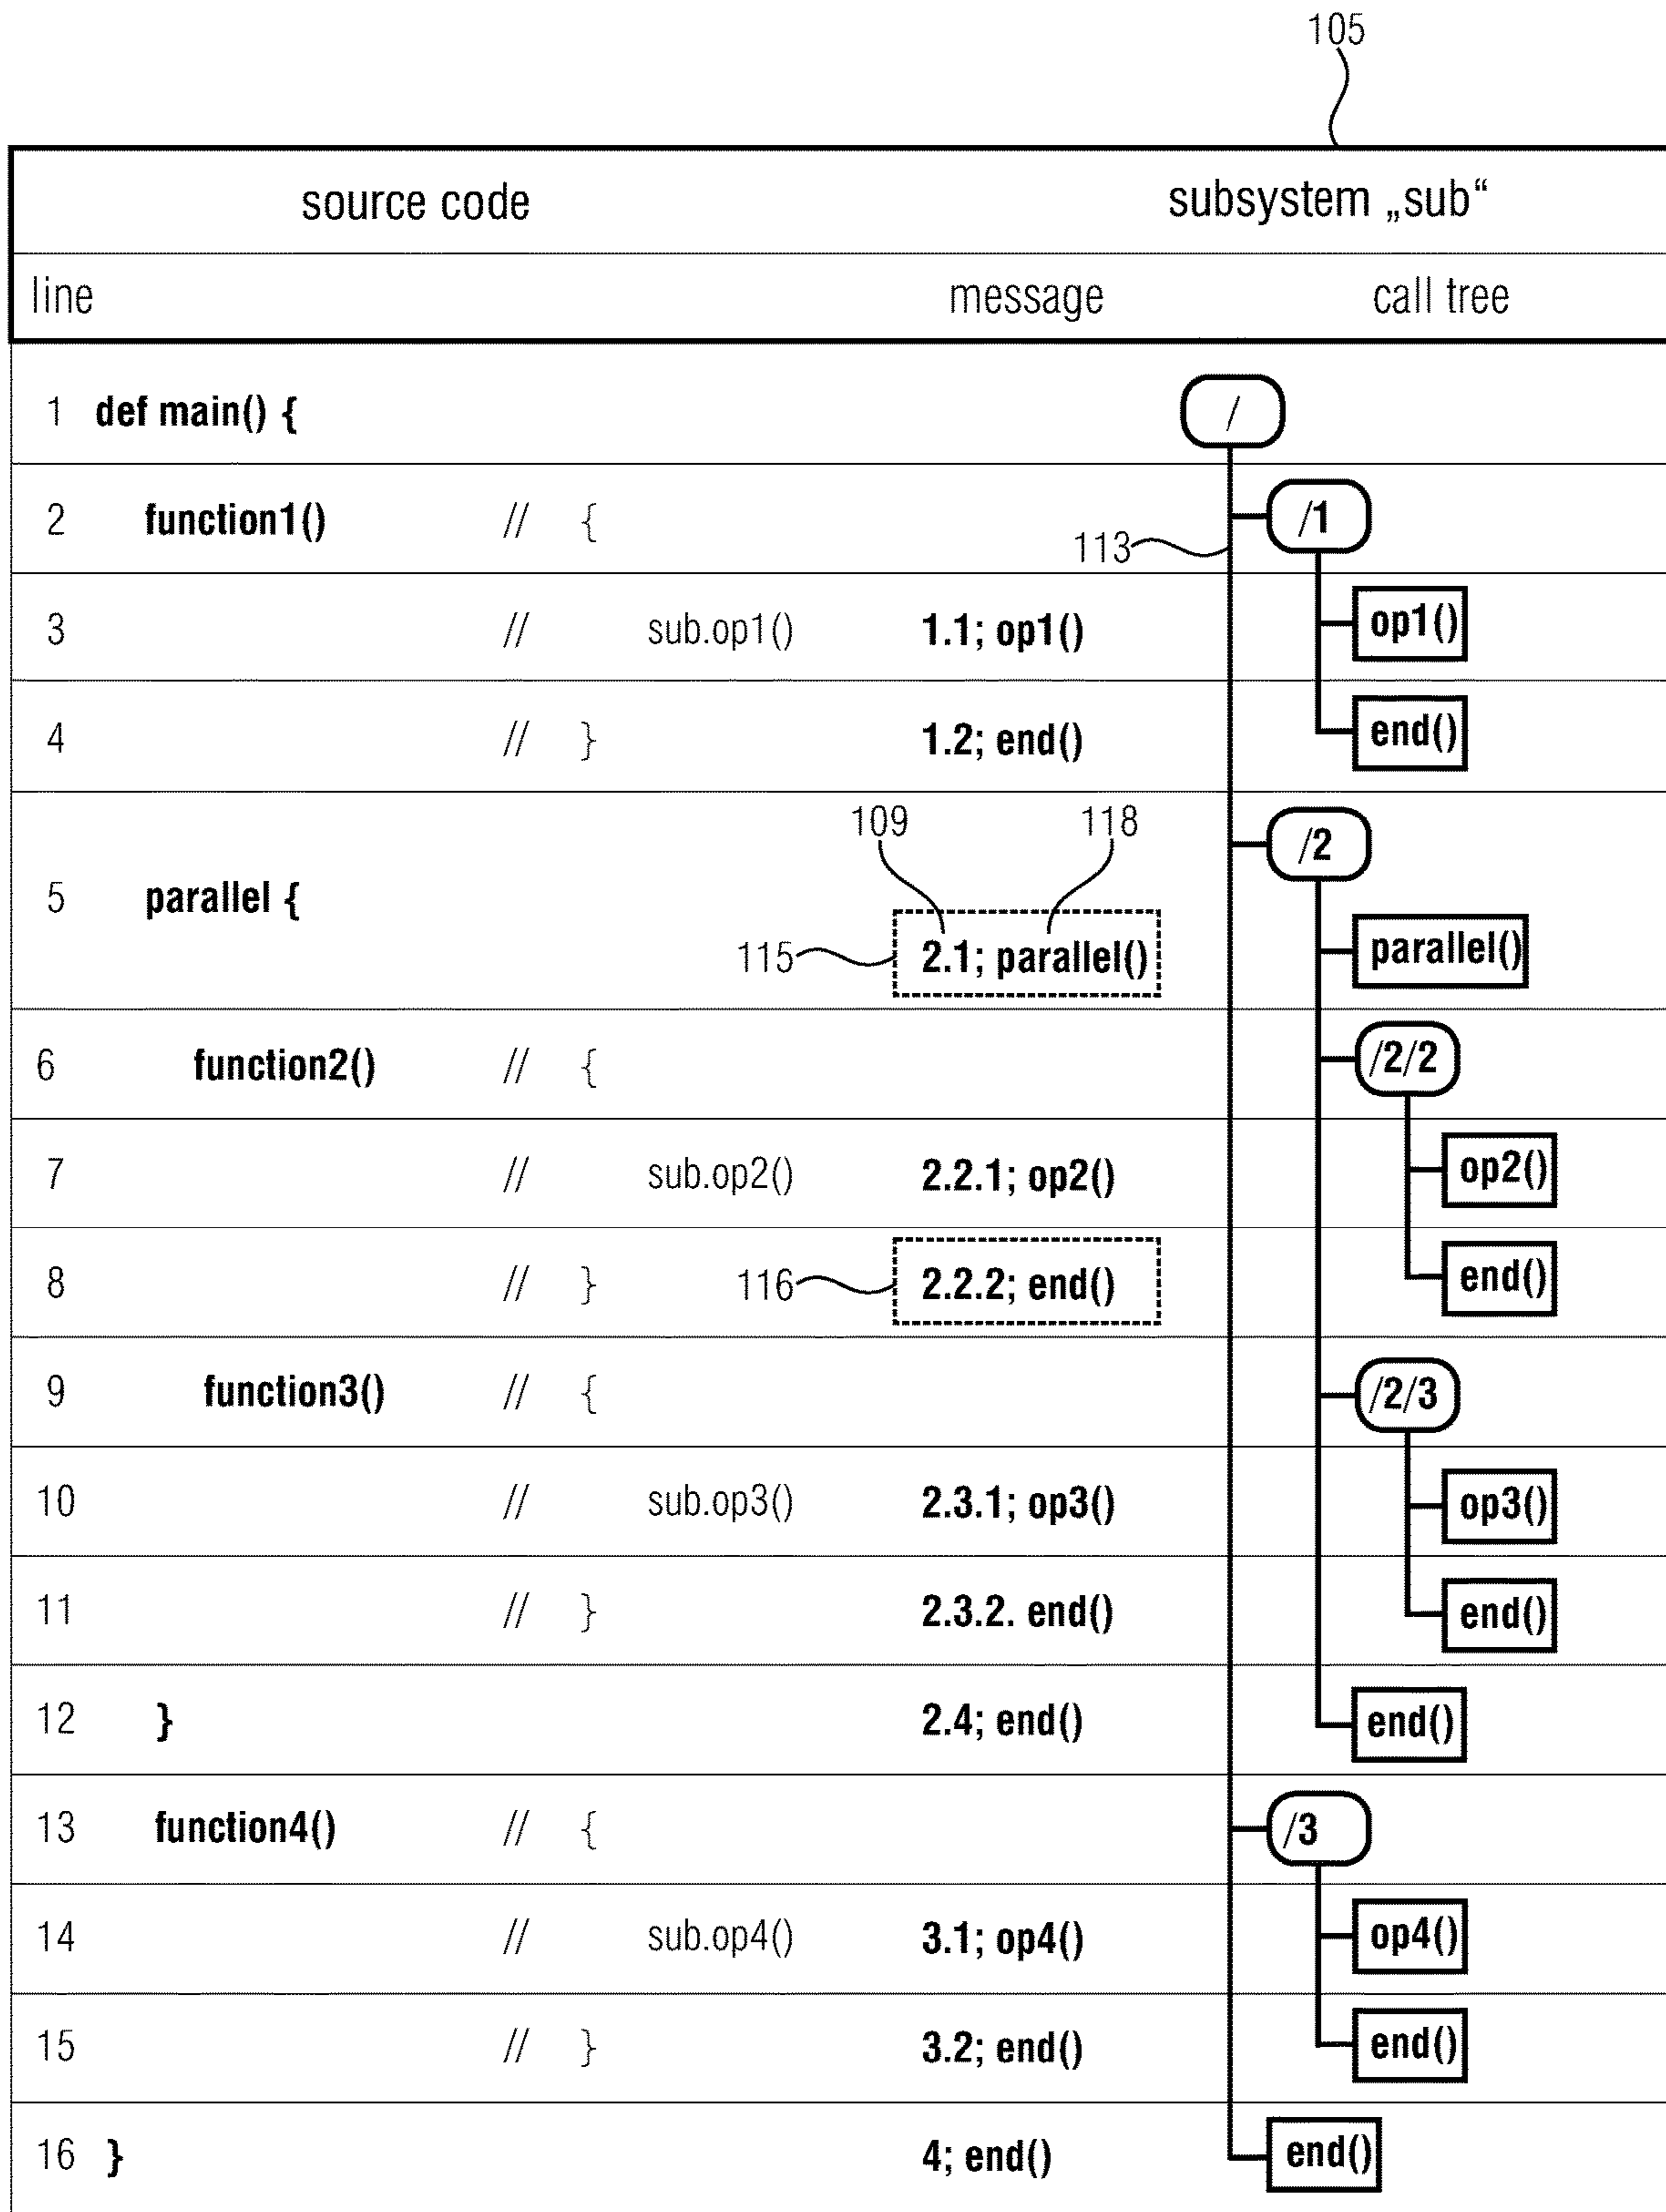 105
source code subsystem „sub“
line message call tree
1 def main() { /
2 function1() // { /1
113
3 // sub.op1() 1.1; op1() op1()
4 // } 1.2; end() end()
109 118 /2
5 parallel {
115 2.1; parallel() parallel()
6 function2() // { /2/2
7 // sub.op2() 2.2.1; op2() op2()
8 // } 116 2.2.2; end() end()
9 function3() // { /2/3
10 // sub.op3() 2.3.1; op3() op3()
11 // } 2.3.2. end() end()
12 } 2.4; end() end()
13 function4() // { /3
14 // sub.op4() 3.1; op4() op4()
15 // } 3.2; end() end()
16 } 4; end() end()